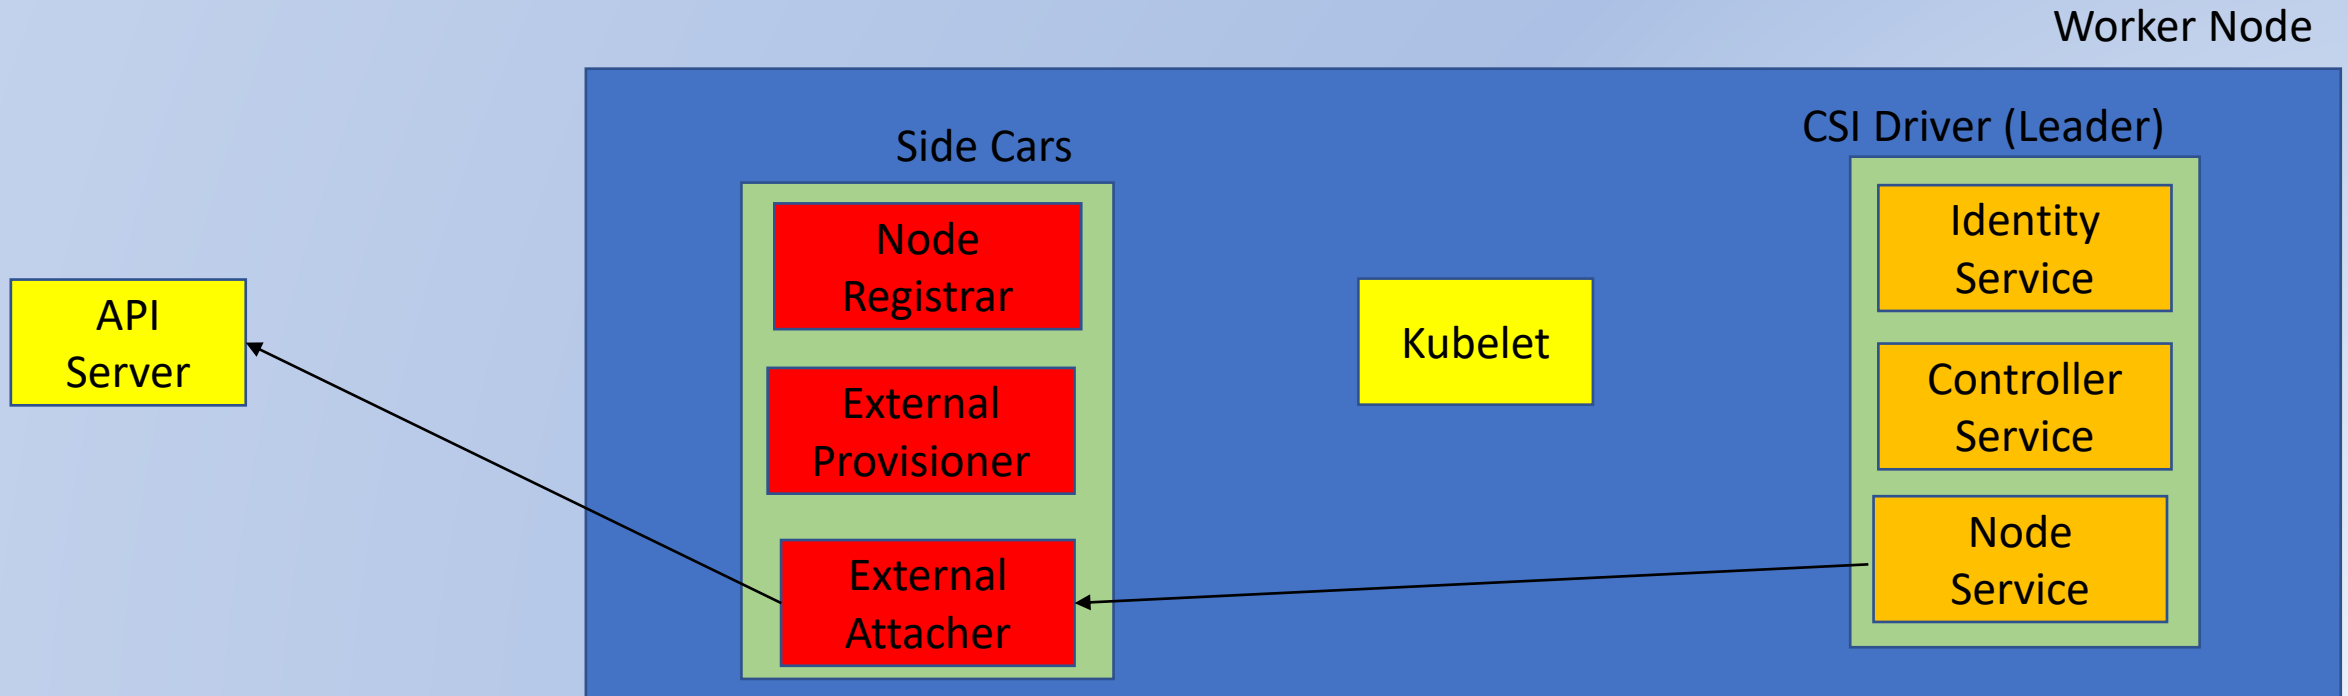 Worker Node
CSI Driver (Leader)
Side Cars
Node
Registrar
External
Provisioner
External
Attacher
API
Server
Kubelet
Identity
Service
Controller
Service
Node
Service